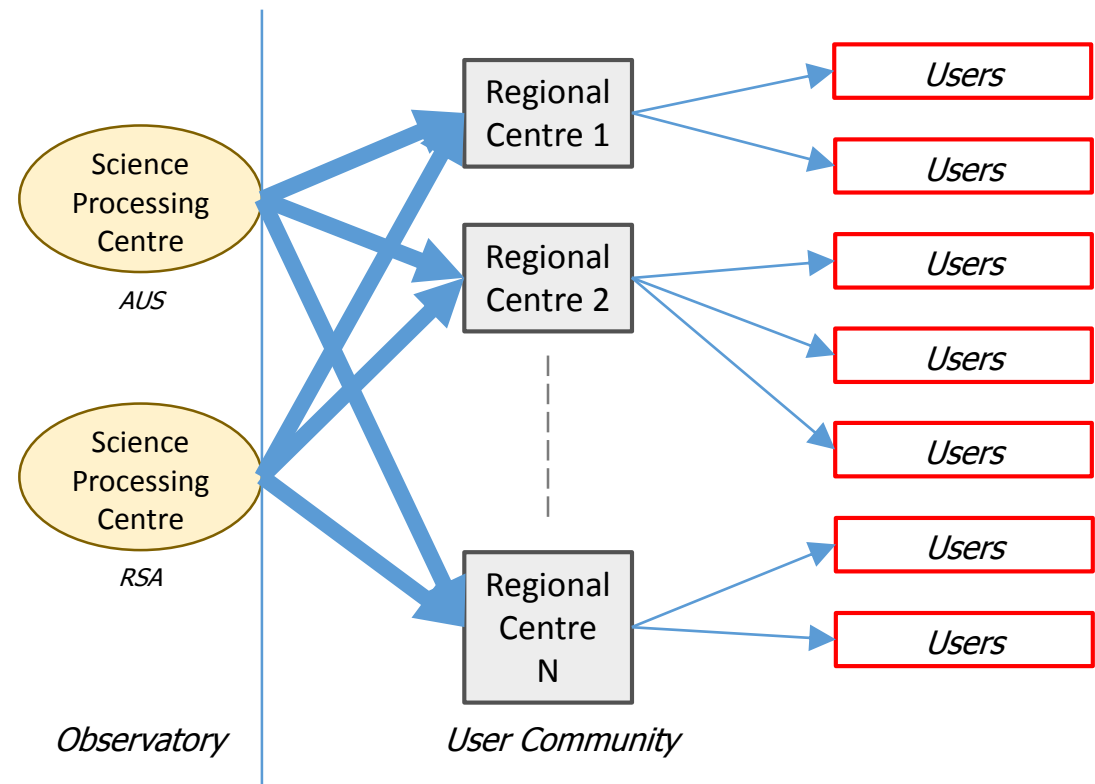 Science
Processing
Centre
AUS
Science
Processing
Centre
RSA
Observatory
Regional
Centre 1
Regional
Centre 2
Regional
Centre
N
User Community
Users
Users
Users
Users
Users
Users
Users